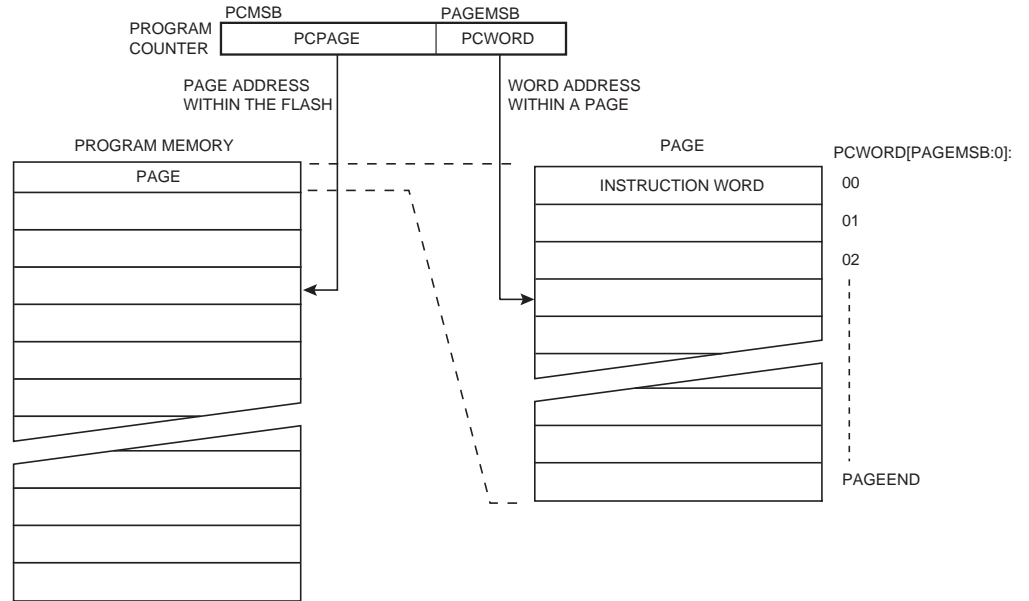 PCMSB
PAGEMSB
PROGRAM
COUNTER
PCPAGE
PCWORD
PAGE ADDRESS
WITHIN THE FLASH
WORD ADDRESS
WITHIN A PAGE
PROGRAM MEMORY
PAGE
PAGE
INSTRUCTION WORD
PCWORD[PAGEMSB:0]:
00
01
02
PAGEEND